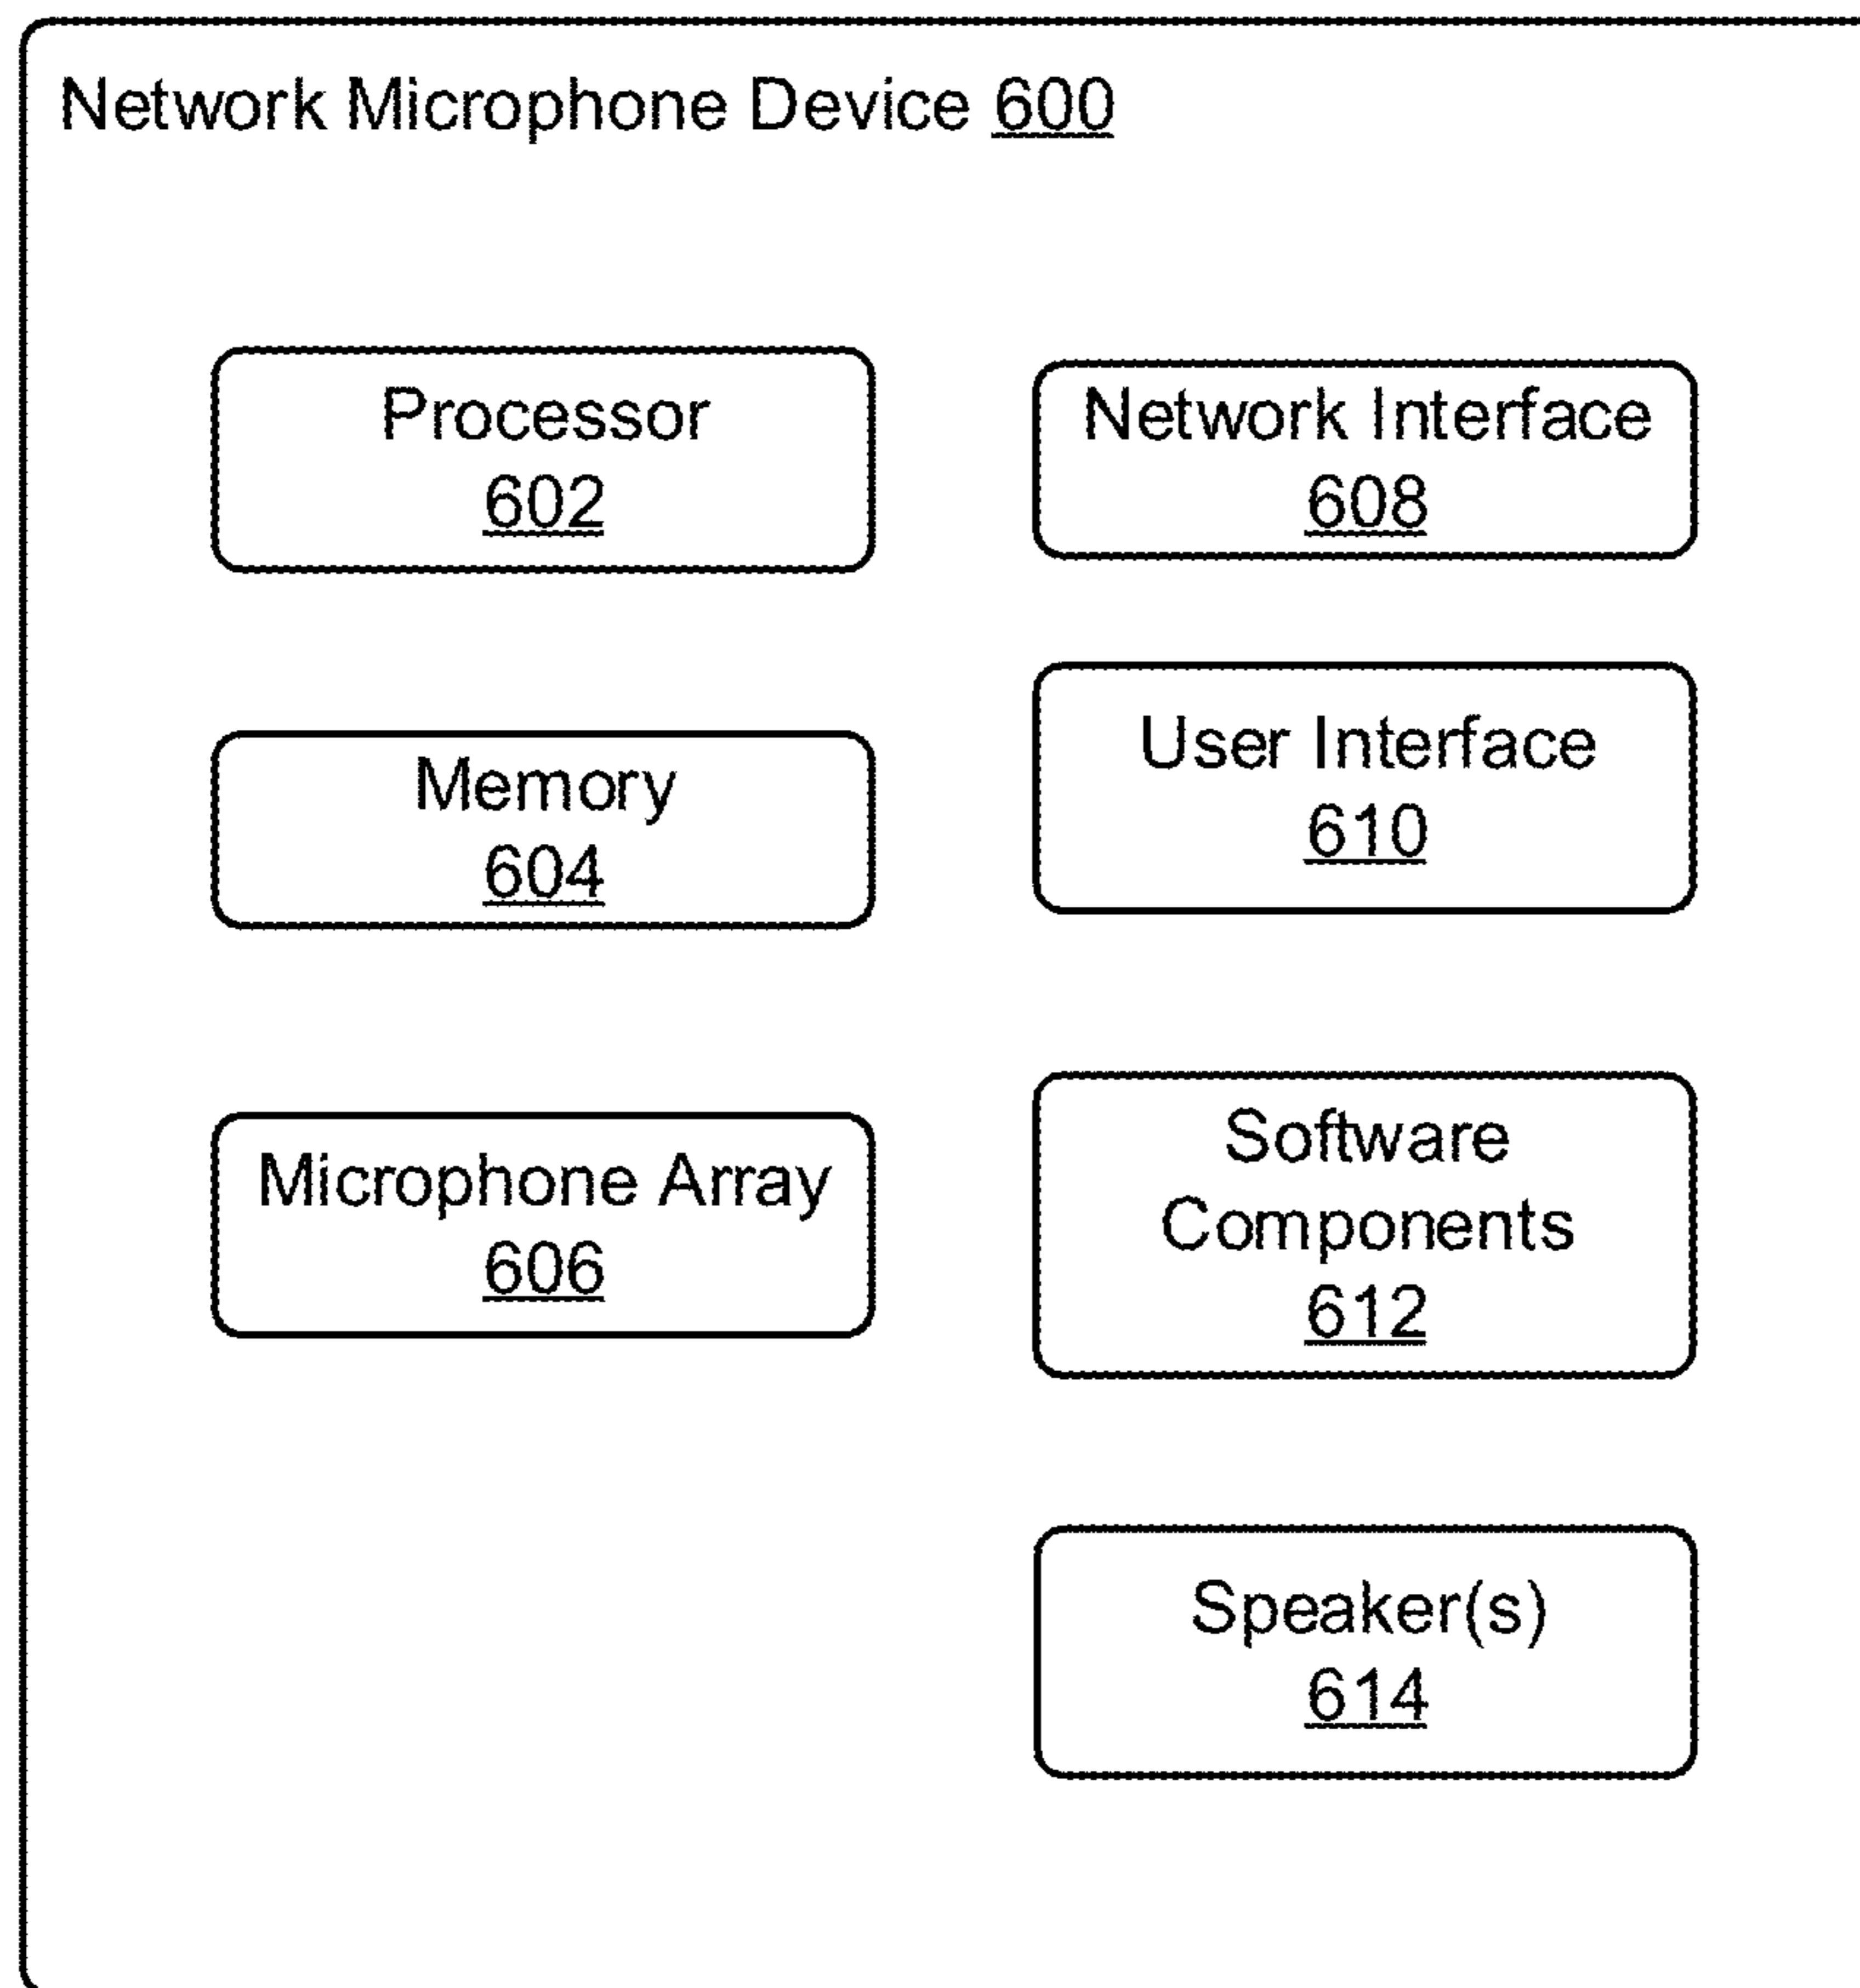 Network Microphone Device 600
Processor
602
Memory
604
Microphone Array
606
Network Interface
608
User Interface
610
Software
Components
612
Speaker(s)
614